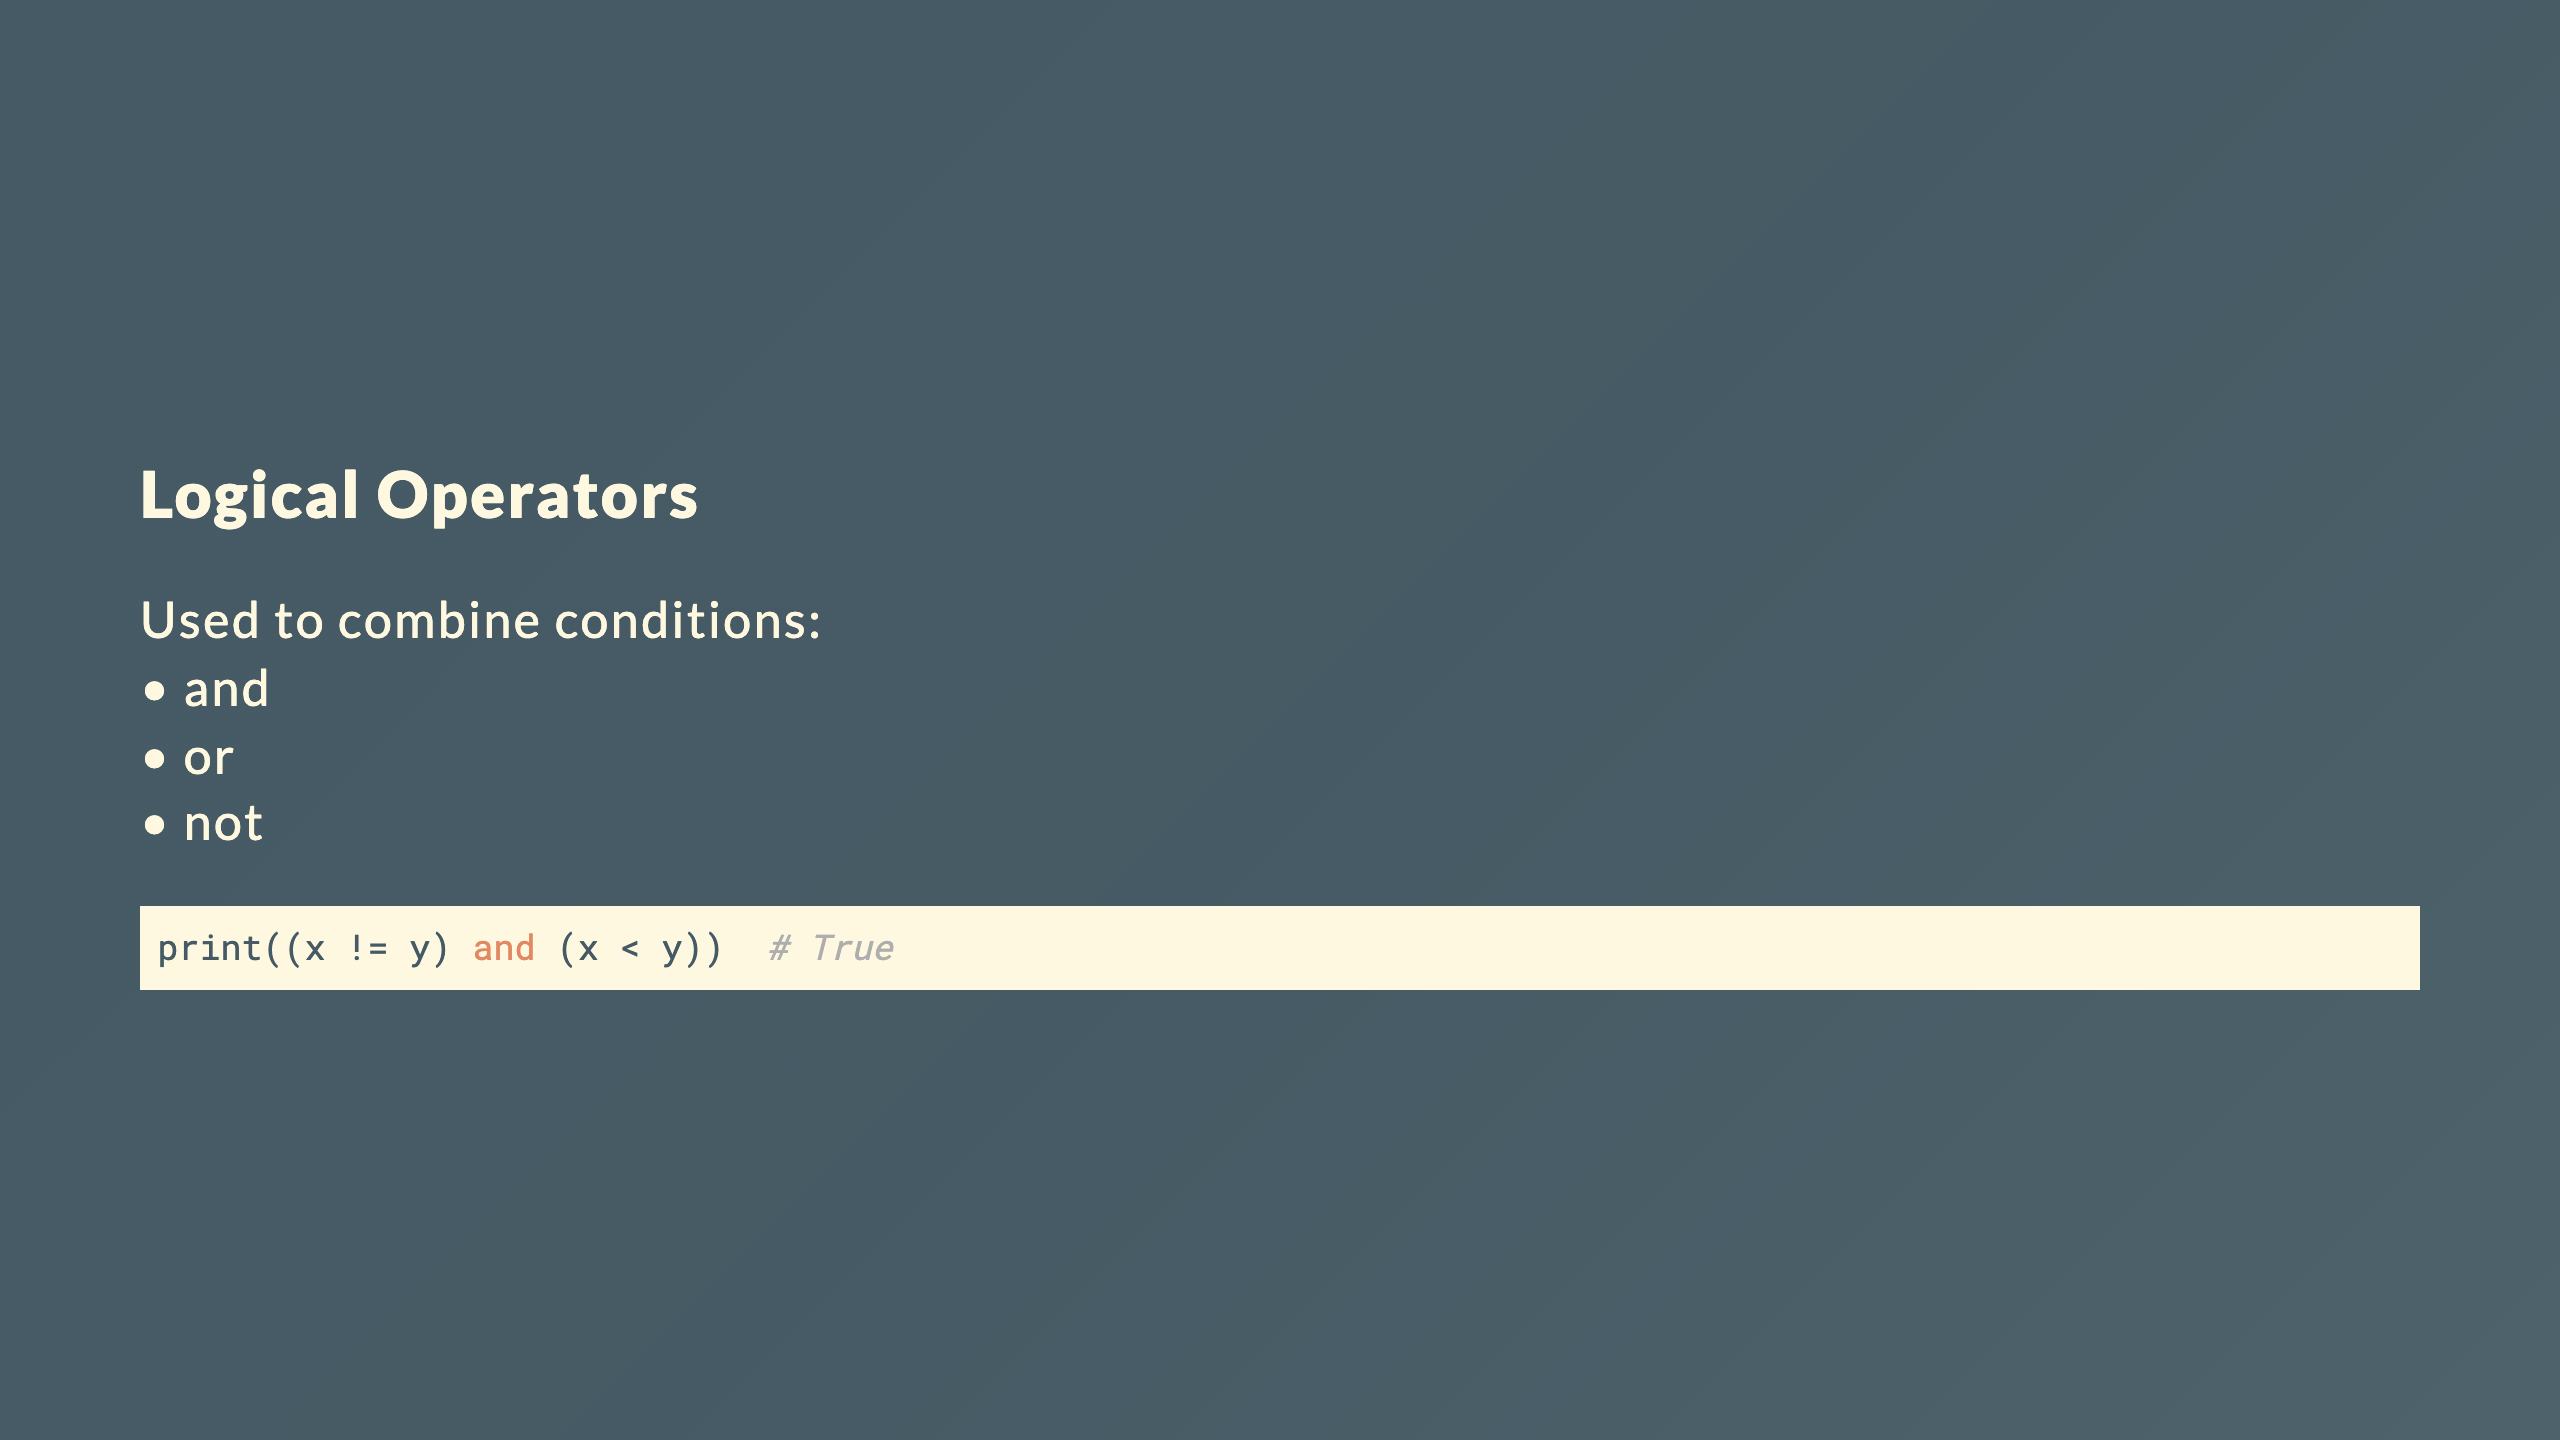 Logical Operators
Used to combine conditions:
• and
• or
• not
print((x != y) and (x < y))  # True